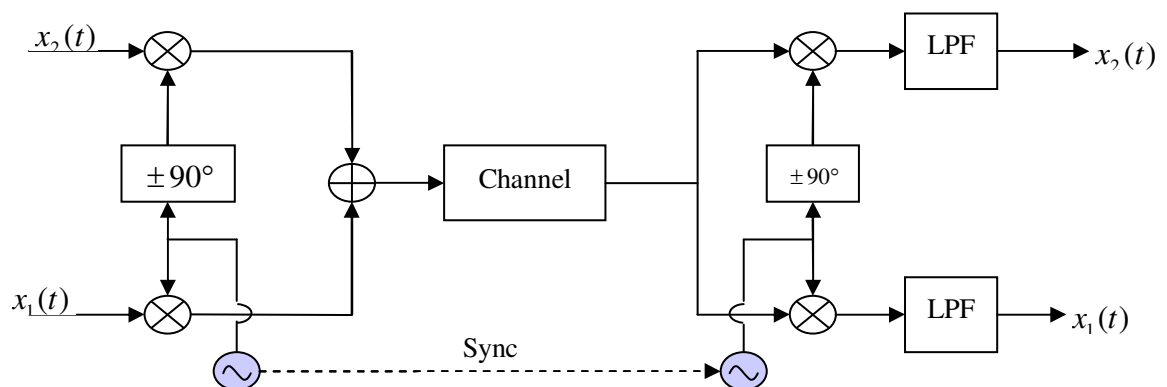 x₂(t)
LPF
x₂(t)
±90°
Channel
±90°
x₁(t)
LPF
x₁(t)
Sync